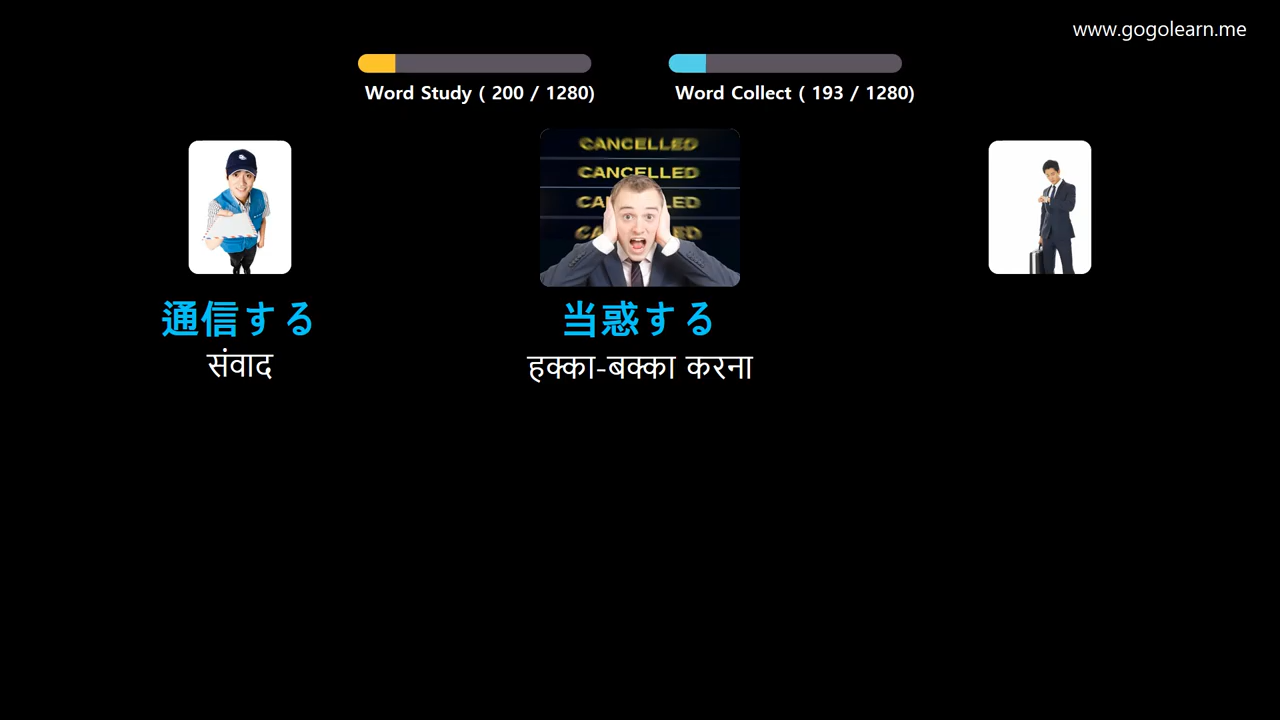 www.gogolearn.me
Word Study ( 200 / 1280)
Word Collect ( 193 / 1280)
CANCELLED
CANCELLED
通信する
当惑する
संवाद
हक्का-बक्का करना